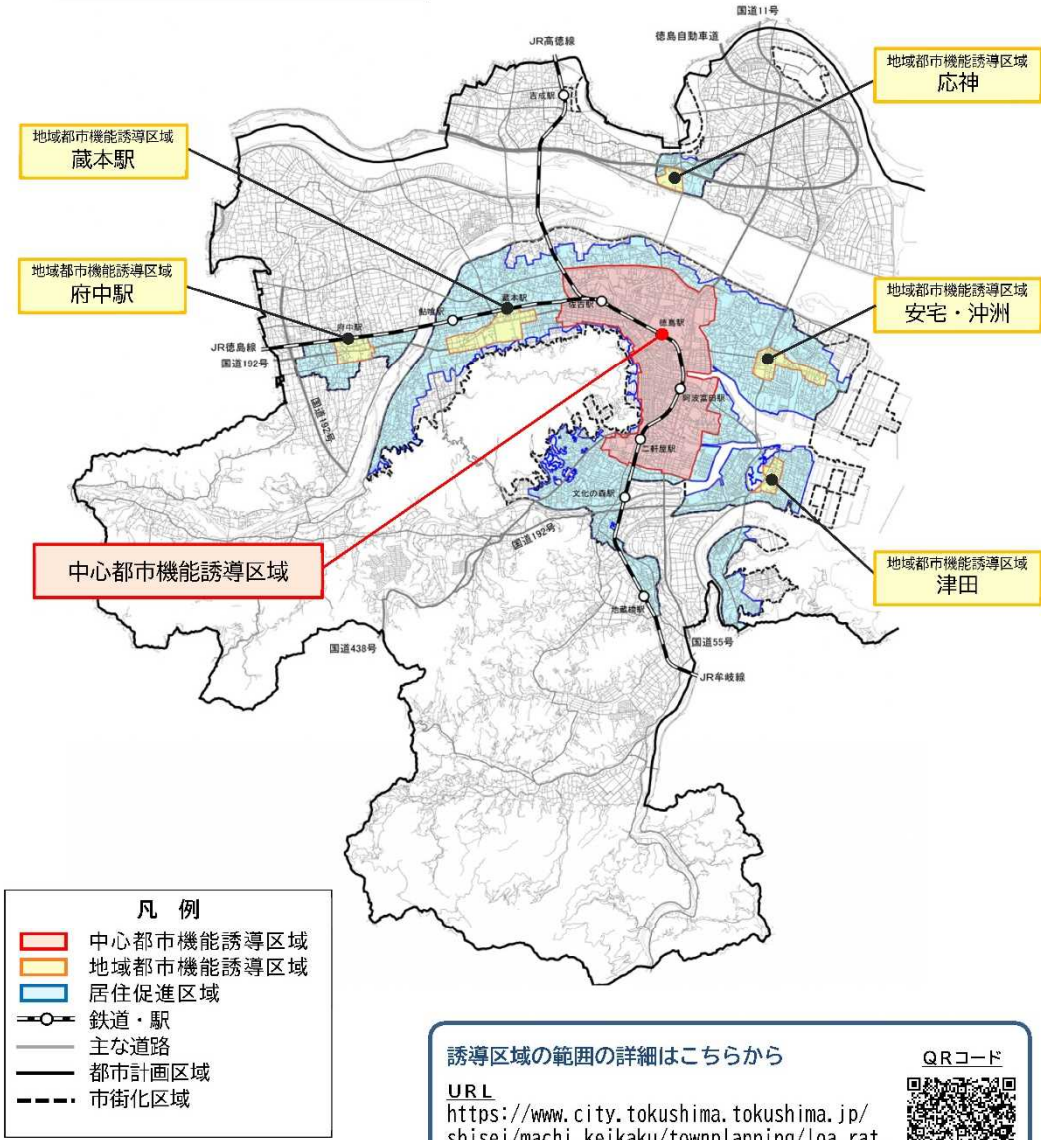 国道11号
JR高徳線
徳島自動車道
吉成駅
地域都市機能誘導区域
応神
地域都市機能誘導区域
蔵本駅
地域都市機能誘導区域
府中駅
地域都市機能誘導区域
安宅・沖洲
蔵本駅
佐古駅
鮎喰駅
徳島駅
府中駅
JR徳島線
国道192号
国道192号
阿波富田駅
二軒屋駅
文化の森駅
国道192号
中心都市機能誘導区域
地域都市機能誘導区域
津田
地蔵橋駅
国道438号
国道55号
JR牟岐線
凡 例
中心都市機能誘導区域
地域都市機能誘導区域
居住促進区域
鉄道・駅
主な道路
都市計画区域
市街化区域
誘導区域の範囲の詳細はこちらから
QRコード
URL
https://www.city.tokushima.tokushima.jp/
shisei/machi_keikaku/townplanning/loa_rat